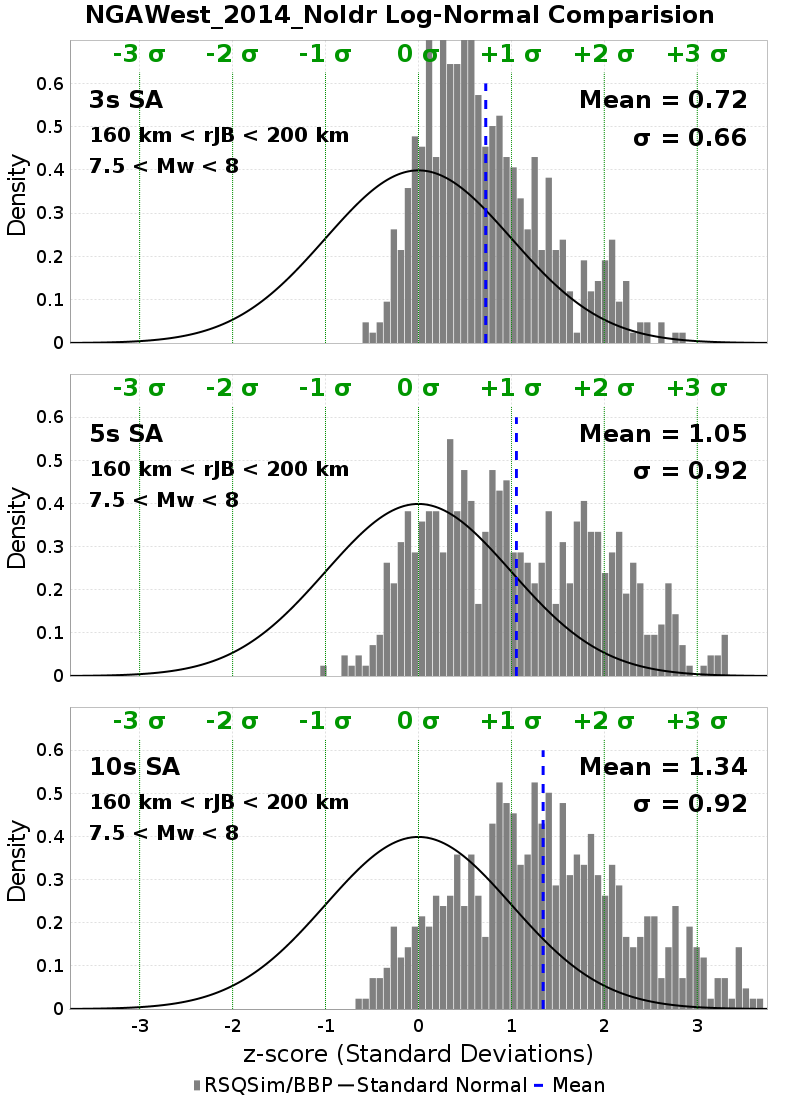 NGAWest_2014_NoIdr Log-Normal Comparision
-3 σ -2 σ -1 σ 0 σ +1 σ +2 σ +3 σ
3s SA
Mean = 0.72
160 km < rJB < 200 km
σ = 0.66
7.5 < Mw < 8
Density
0.6
0.5
0.4
0.3
0.2
0.1
0
-3 σ -2 σ -1 σ 0 σ +1 σ +2 σ +3 σ
5s SA
Mean = 1.05
160 km < rJB < 200 km
σ = 0.92
7.5 < Mw < 8
Density
0.6
0.5
0.4
0.3
0.2
0.1
0
-3 σ -2 σ -1 σ 0 σ +1 σ +2 σ +3 σ
10s SA
Mean = 1.34
160 km < rJB < 200 km
σ = 0.92
7.5 < Mw < 8
Density
0.6
0.5
0.4
0.3
0.2
0.1
0
-3 -2 -1 0 1 2 3
z-score (Standard Deviations)
RSQSim/BBP Standard Normal Mean